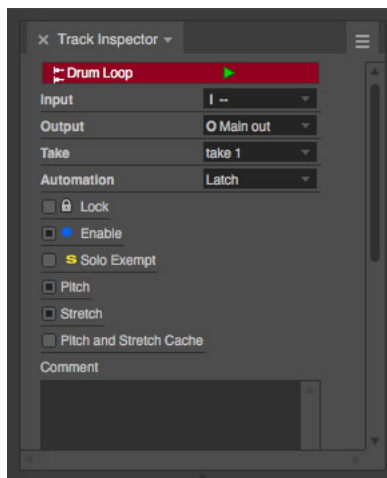 Track Inspector
Drum Loop
Input I --
Output O Main out
Take take 1
Automation Latch
Lock
Enable
S Solo Exempt
Pitch
Stretch
Pitch and Stretch Cache
Comment